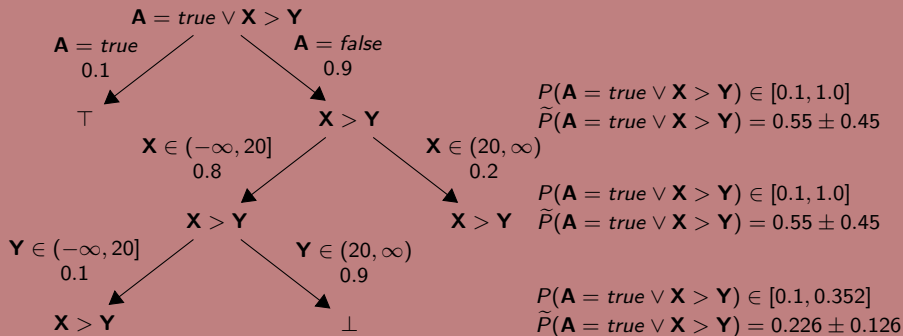 A = true ∨ X > Y
A = true
0.1
A = false
0.9
⊤
X > Y
P(A = true ∨ X > Y) ∈ [0.1, 1.0]
P̃(A = true ∨ X > Y) = 0.55 ± 0.45
X ∈ (−∞, 20]
0.8
X ∈ (20, ∞)
0.2
X > Y
X > Y
P(A = true ∨ X > Y) ∈ [0.1, 1.0]
P̃(A = true ∨ X > Y) = 0.55 ± 0.45
Y ∈ (−∞, 20]
0.1
Y ∈ (20, ∞)
0.9
X > Y
⊥
P(A = true ∨ X > Y) ∈ [0.1, 0.352]
P̃(A = true ∨ X > Y) = 0.226 ± 0.126